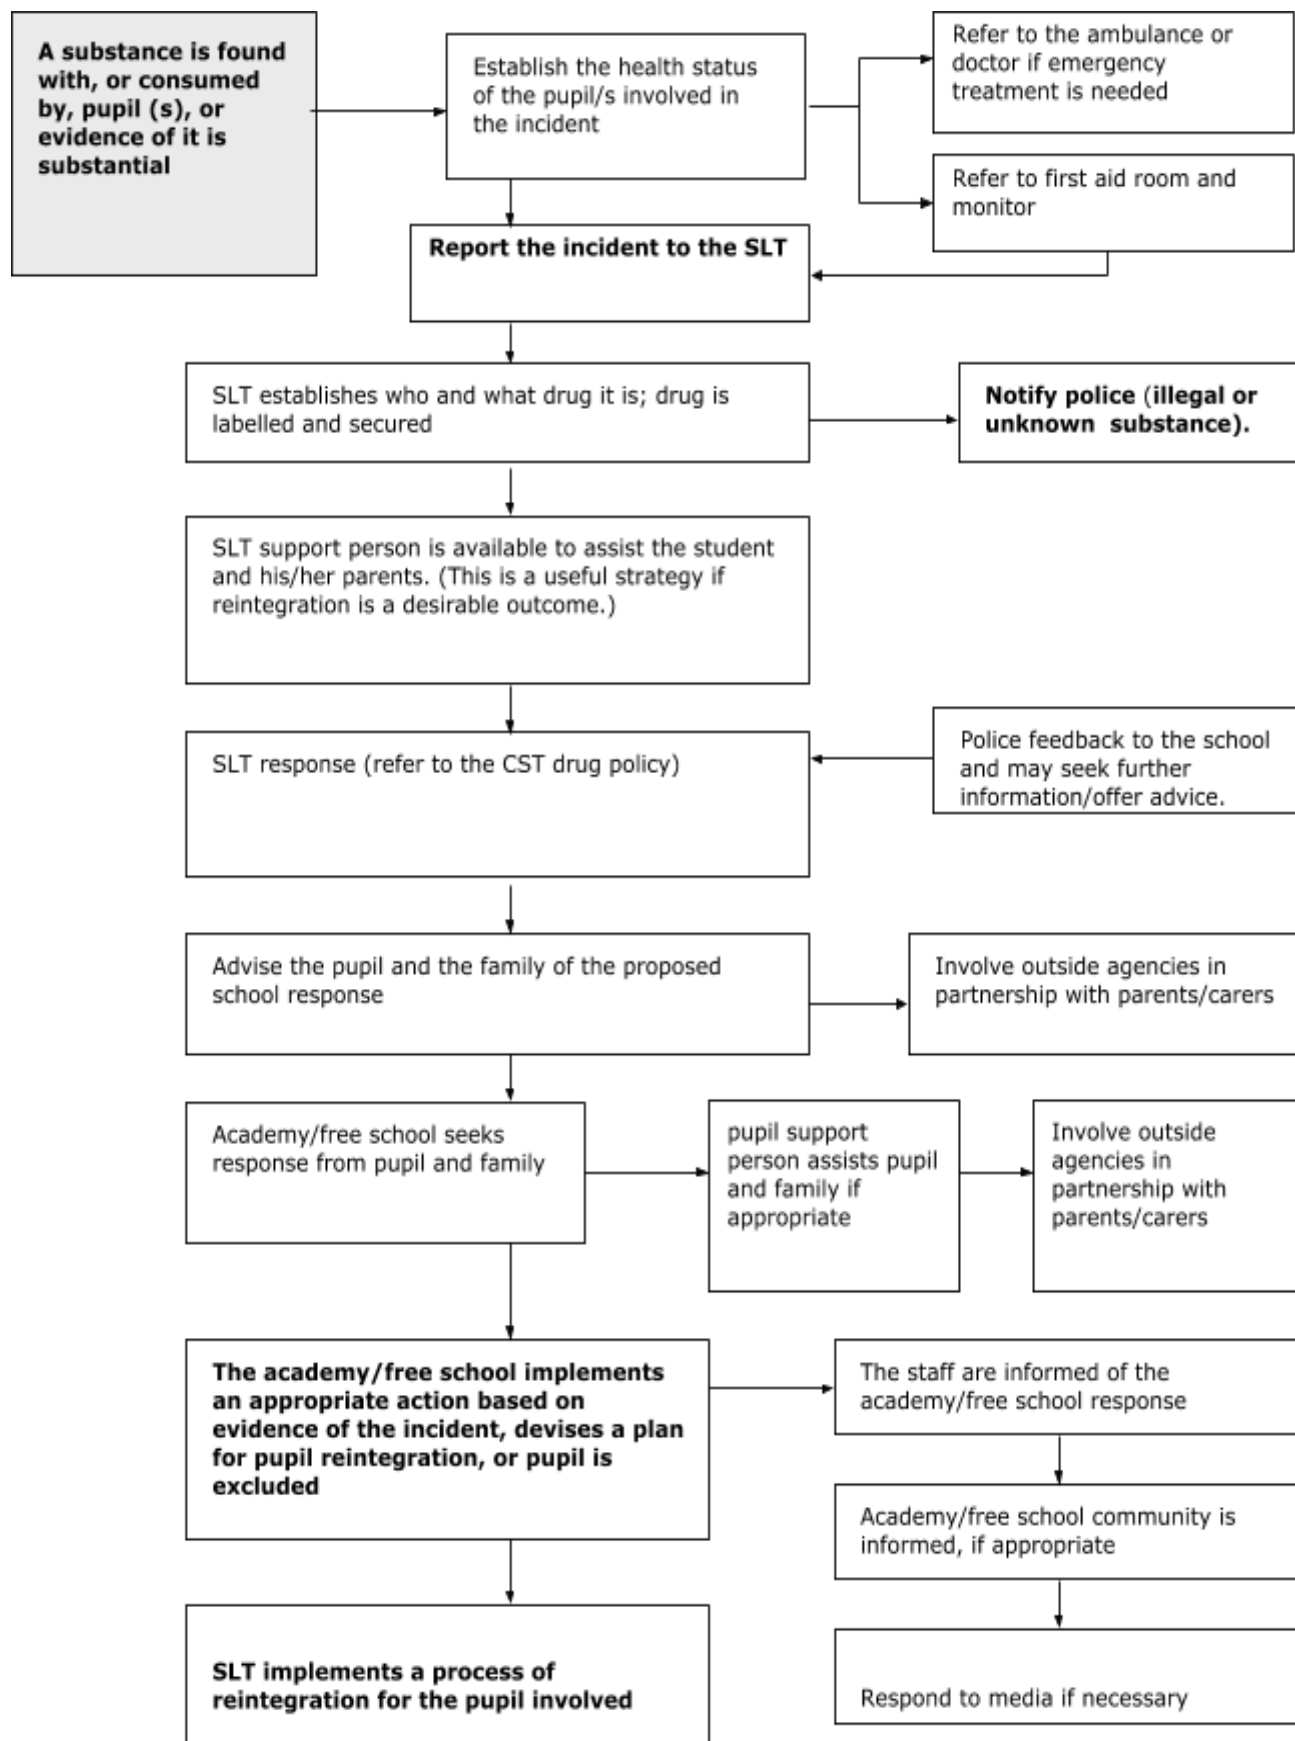 A substance is found
with, or consumed
by, pupil (s), or
evidence of it is
substantial
Establish the health status
of the pupil/s involved in
the incident
Refer to the ambulance or
doctor if emergency
treatment is needed
Refer to first aid room and
monitor
Report the incident to the SLT
SLT establishes who and what drug it is; drug is
labelled and secured
Notify police (illegal or
unknown substance).
SLT support person is available to assist the student
and his/her parents. (This is a useful strategy if
reintegration is a desirable outcome.)
SLT response (refer to the CST drug policy)
Police feedback to the school
and may seek further
information/offer advice.
Advise the pupil and the family of the proposed
school response
Involve outside agencies in
partnership with parents/carers
Academy/free school seeks
response from pupil and family
pupil support
person assists pupil
and family if
appropriate
Involve outside
agencies in
partnership with
parents/carers
The academy/free school implements
an appropriate action based on
evidence of the incident, devises a plan
for pupil reintegration, or pupil is
excluded
The staff are informed of the
academy/free school response
Academy/free school community is
informed, if appropriate
SLT implements a process of
reintegration for the pupil involved
Respond to media if necessary